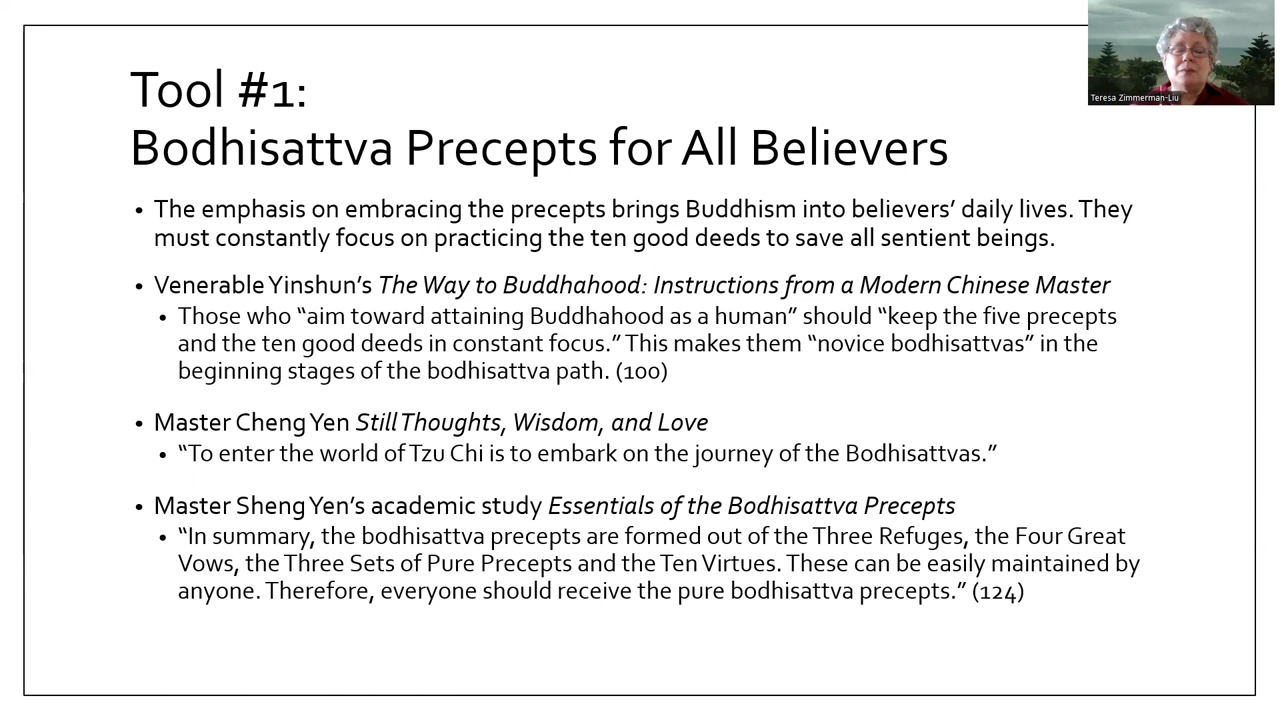 Tool #1:
Bodhisattva Precepts for All Believers
Teresa Zimmerman-Liu
• The emphasis on embracing the precepts brings Buddhism into believers’ daily lives. They
must constantly focus on practicing the ten good deeds to save all sentient beings.
• Venerable Yinshun’s The Way to Buddhahood: Instructions from a Modern Chinese Master
• Those who “aim toward attaining Buddhahood as a human” should “keep the five precepts
and the ten good deeds in constant focus.” This makes them “novice bodhisattvas” in the
beginning stages of the bodhisattva path. (100)
• Master Cheng Yen Still Thoughts, Wisdom, and Love
• “To enter the world of Tzu Chi is to embark on the journey of the Bodhisattvas.”
• Master Sheng Yen’s academic study Essentials of the Bodhisattva Precepts
• “In summary, the bodhisattva precepts are formed out of the Three Refuges, the Four Great
Vows, the Three Sets of Pure Precepts and the Ten Virtues. These can be easily maintained by
anyone. Therefore, everyone should receive the pure bodhisattva precepts.” (124)